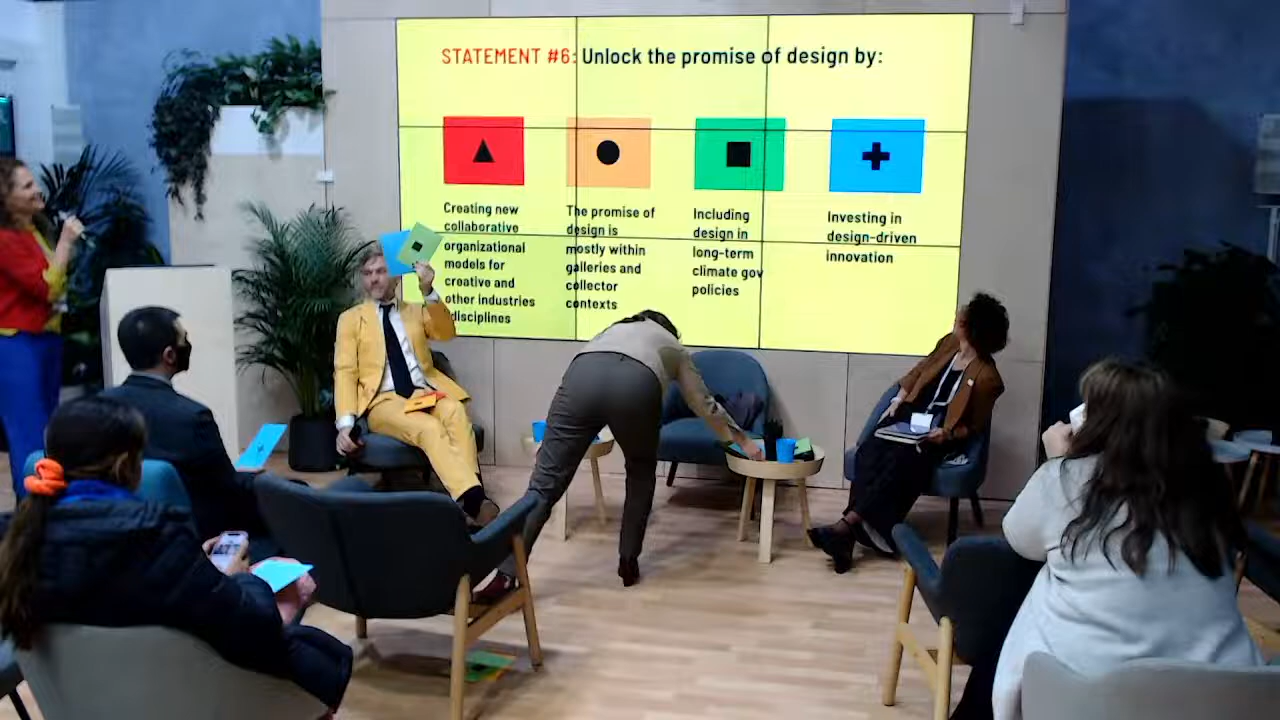 STATEMENT #6: Unlock the promise of design by:
Creating new
collaborative
organizational
models for
creative and
other industries
disciplines
The promise of
design is
mostly within
galleries and
collector
contexts
Including
design in
long-term
climate gov
policies
Investing in
design-driven
innovation